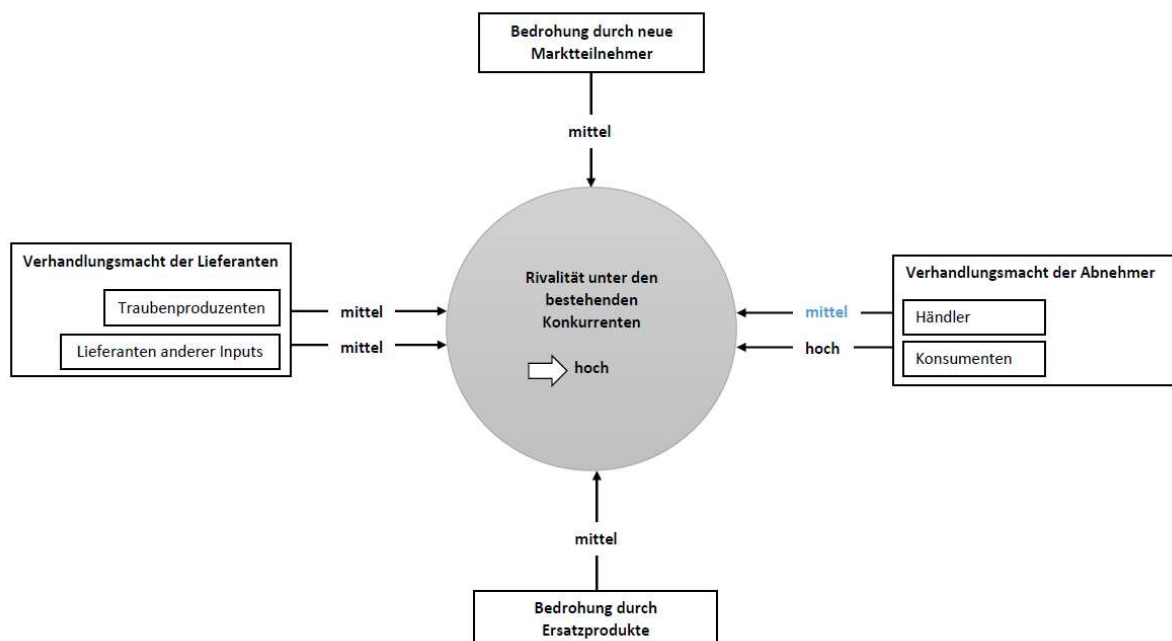 Bedrohung durch neue
Marktteilnehmer
mittel
Verhandlungsmacht der Lieferanten
Traubenproduzenten
Lieferanten anderer Inputs
mittel
mittel
Rivalität unter den
bestehenden
Konkurrenten
hoch
mittel
hoch
Verhandlungsmacht der Abnehmer
Händler
Konsumenten
mittel
Bedrohung durch
Ersatzprodukte